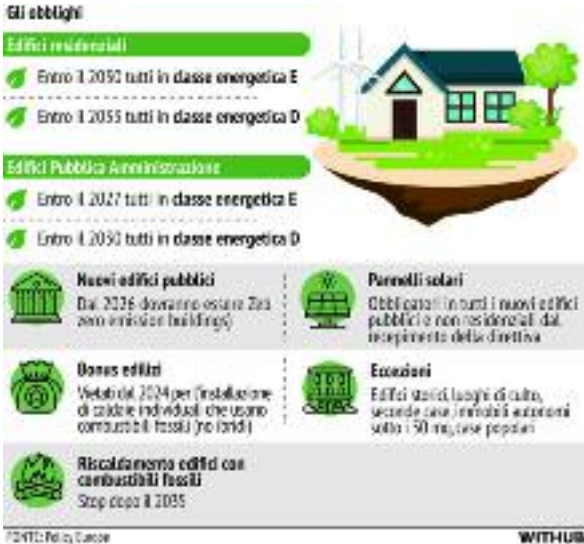 Gli obblighi
Edifici residenziali
Entro il 2030 tutti in classe energetica E
Entro il 2033 tutti in classe energetica D
Edifici Pubblica Amministrazione
Entro il 2027 tutti in classe energetica E
Entro il 2030 tutti in classe energetica D
Nuovi edifici pubblici
Dal 2026 dovranno essere Zeb
zero emission buildings)
Pannelli solari
Obbligatori in tutti i nuovi edifici
pubblici e non residenziali dal
recepimento della direttiva
Bonus edilizi
Vietati dal 2024 per l'installazione
di caldaie individuali che usano
combustibili fossili (no ibridi)
Eccezioni
Edifici storici, luoghi di culto,
seconde case, immobili autonomi
sotto i 50 mq, case popolari
Riscaldamento edifici con
combustibili fossili
Stop dopo il 2035
FONTE: Policy Europe
WITHUB